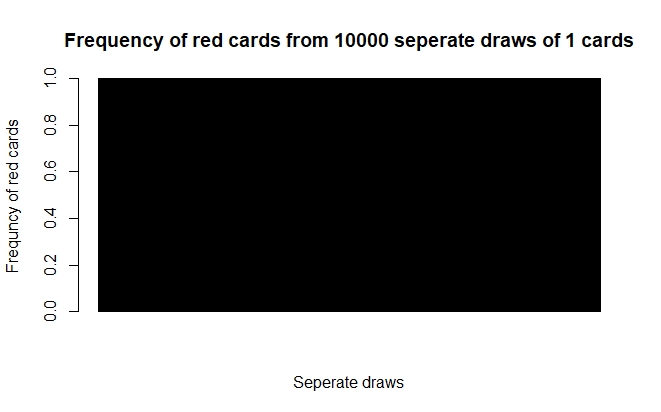 Frequency of red cards from 10000 seperate draws of 1 cards
Frequncy of red cards
1.0
0.8
0.6
0.4
0.2
0.0
Seperate draws